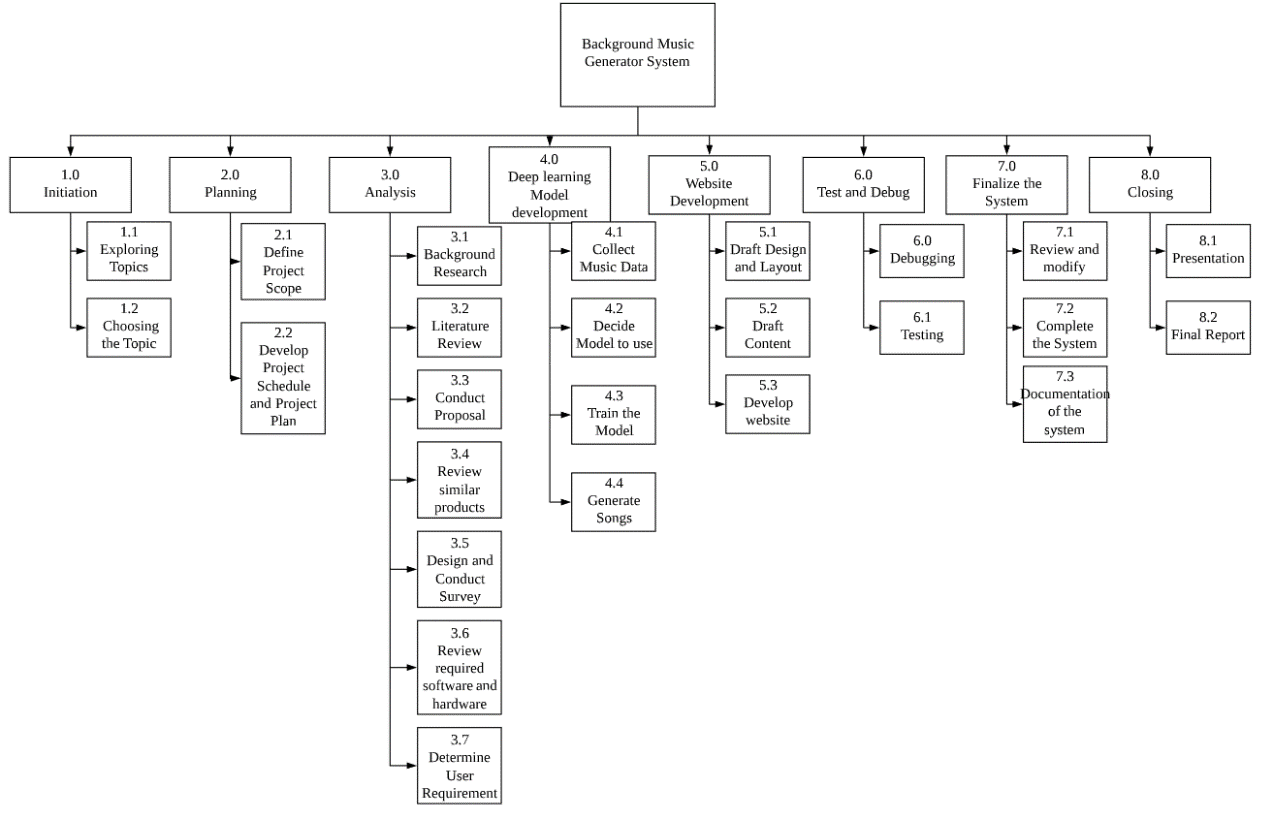 Background Music
Generator System
1.0
Initiation
2.0
Planning
3.0
Analysis
4.0
Deep learning
Model
development
5.0
Website
Development
6.0
Test and Debug
7.0
Finalize the
System
8.0
Closing
1.1
Exploring
Topics
1.2
Choosing
the Topic
2.1
Define
Project
Scope
2.2
Develop
Project
Schedule
and Project
Plan
3.1
Background
Research
3.2
Literature
Review
3.3
Conduct
Proposal
3.4
Review
similar
products
3.5
Design and
Conduct
Survey
3.6
Review
required
software and
hardware
3.7
Determine
User
Requirement
4.1
Collect
Music Data
4.2
Decide
Model to use
4.3
Train the
Model
4.4
Generate
Songs
5.1
Draft Design
and Layout
5.2
Draft
Content
5.3
Develop
website
6.0
Debugging
6.1
Testing
7.1
Review and
modify
7.2
Complete
the System
7.3
Documentation
of the
system
8.1
Presentation
8.2
Final Report